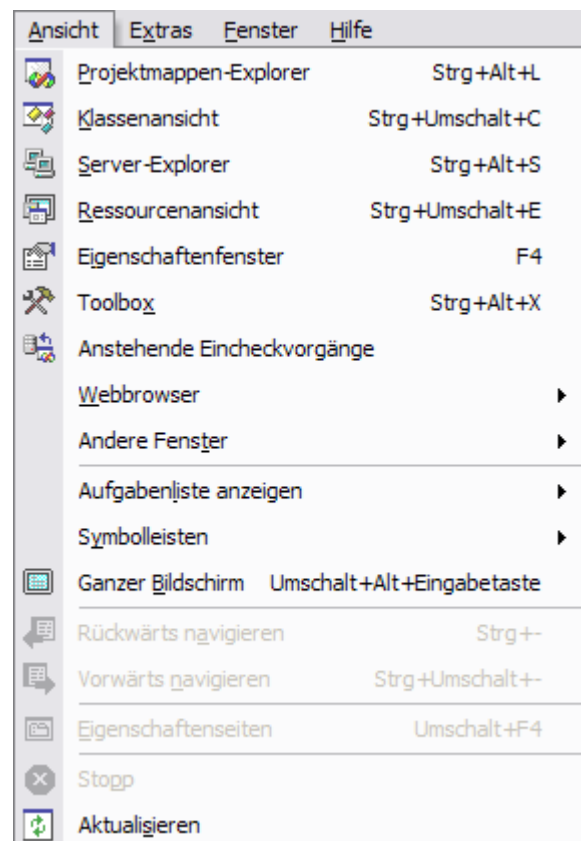 Ansicht Extras Fenster Hilfe
Projektmappen-Explorer Strg+Alt+L
Klassenansicht Strg+Umschalt+C
Server-Explorer Strg+Alt+S
Ressourcenansicht Strg+Umschalt+E
Eigenschaftenfenster F4
Toolbox Strg+Alt+X
Anstehende Eincheckvorgänge
Webbrowser
Andere Fenster
Aufgabenliste anzeigen
Symbolleisten
Ganzer Bildschirm Umschalt+Alt+Eingabetaste
Rückwärts navigieren Strg+-
Vorwärts navigieren Strg+Umschalt+-
Eigenschaftenseiten Umschalt+F4
Stopp
Aktualisieren